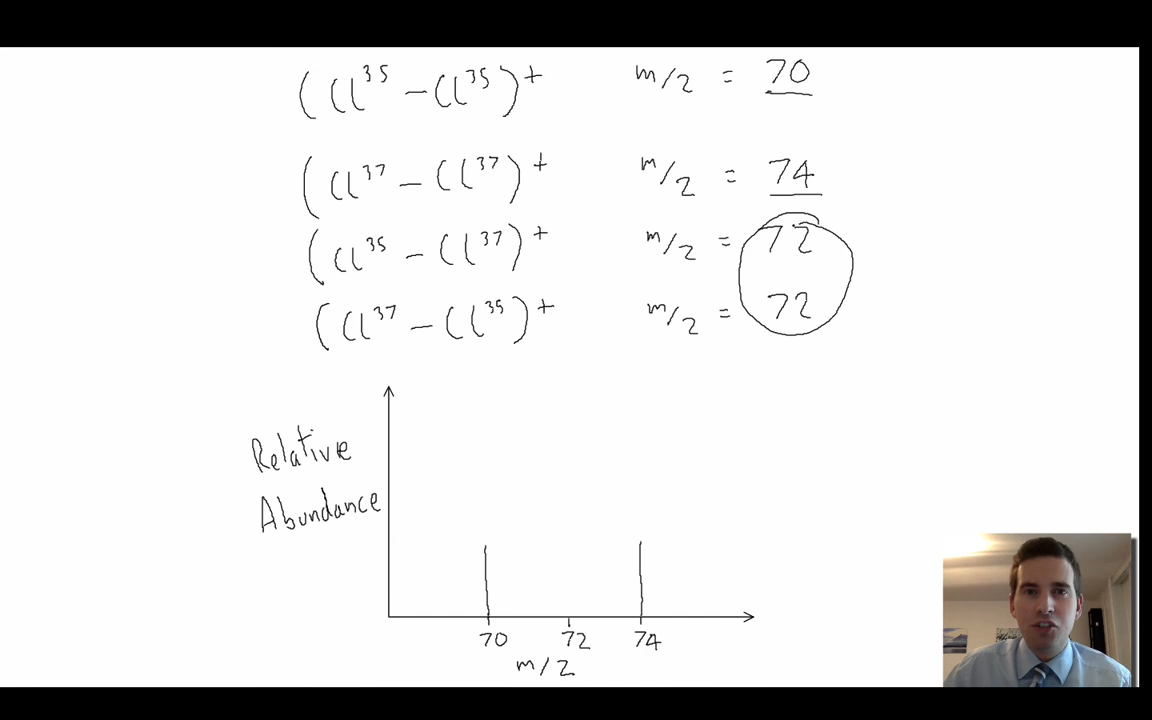 (Cl³⁵ – Cl³⁵)⁺ m/z = 70
(Cl³⁷ – Cl³⁷)⁺ m/z = 74
(Cl³⁵ – Cl³⁷)⁺ m/z = 72
(Cl³⁷ – Cl³⁵)⁺ m/z = 72
Relative
Abundance
70 72 74
m/z